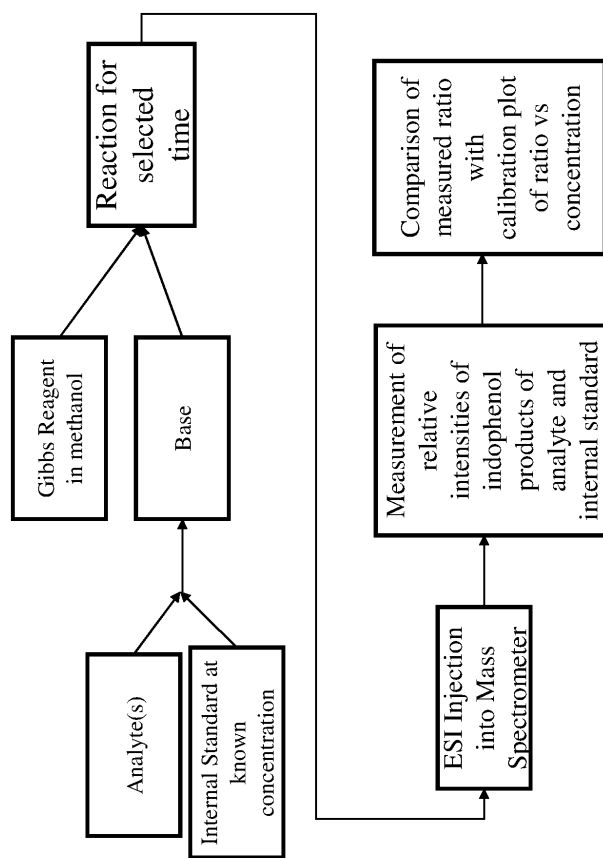 Analyte(s)
Internal Standard at
known
concentration
Base
Gibbs Reagent
in methanol
Reaction for
selected
time
ESI Injection
into Mass
Spectrometer
Measurement of
relative
intensities of
indophenol
products of
analyte and
internal standard
Comparison of
measured ratio
with
calibration plot
of ratio vs
concentration